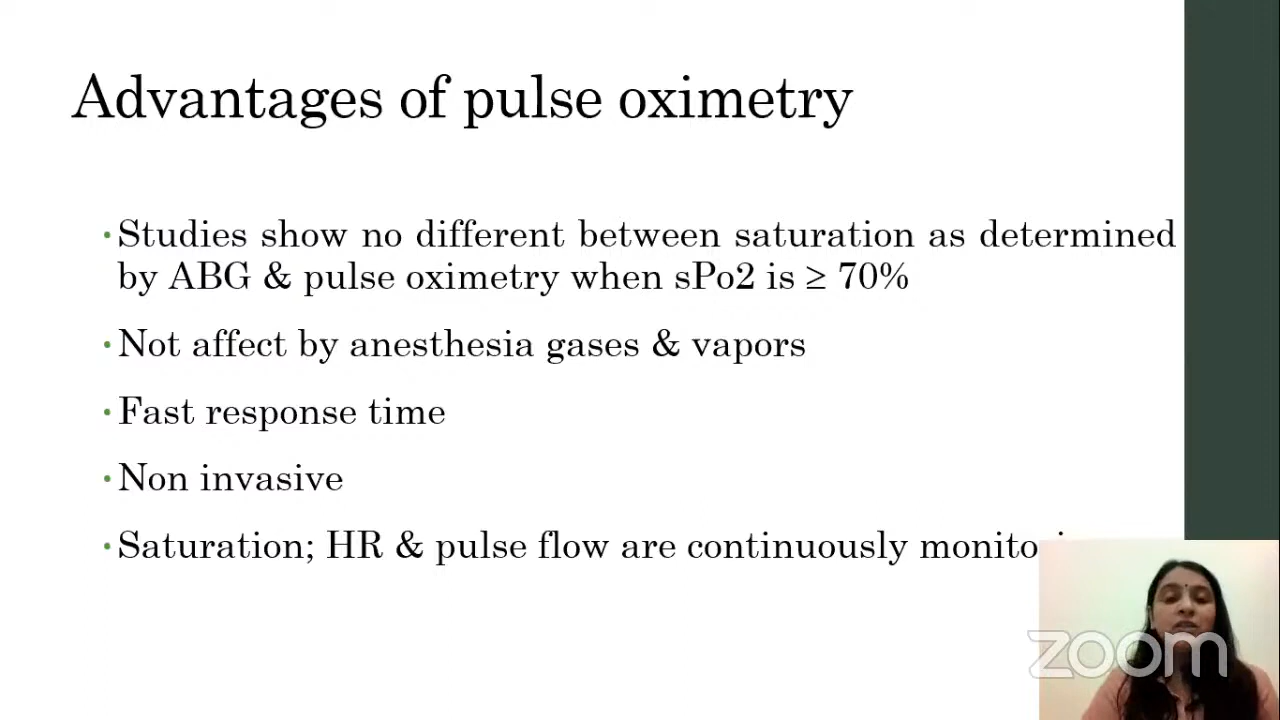 Advantages of pulse oximetry
• Studies show no different between saturation as determined
by ABG & pulse oximetry when sPo2 is ≥ 70%
• Not affect by anesthesia gases & vapors
• Fast response time
• Non invasive
• Saturation; HR & pulse flow are continuously
zoom